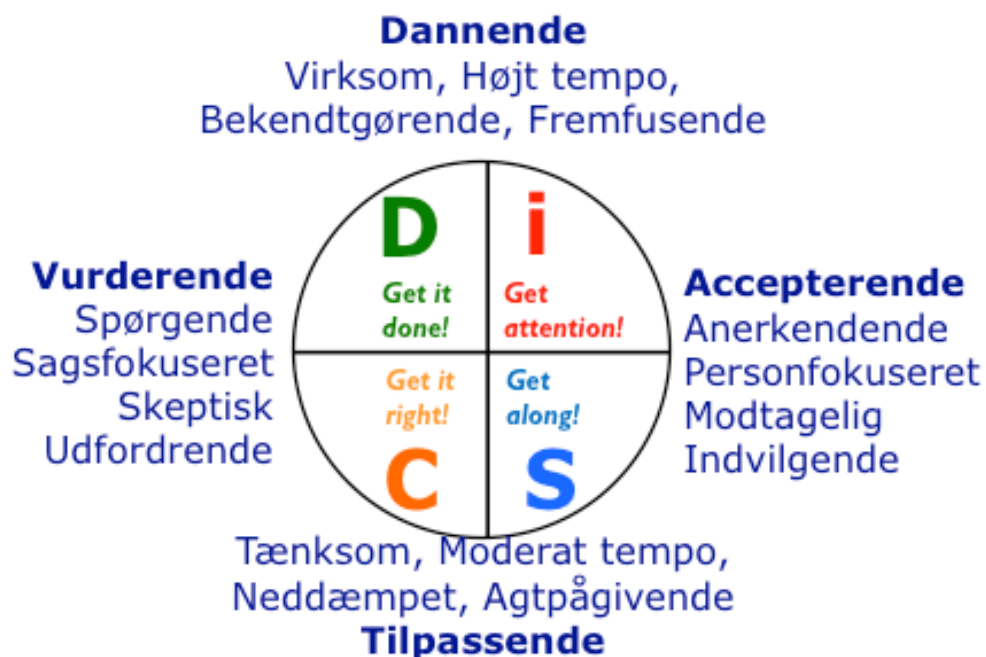 Dannende
Virksom, Højt tempo,
Bekendtgørende, Fremfusende
Vurderende
Spørgende
Sagsfokuseret
Skeptisk
Udfordrende
D
Get it
done!
i
Get
attention!
Get it
right!
C
Get
along!
S
Accepterende
Anerkendende
Personfokuseret
Modtagelig
Indvilgende
Tænksom, Moderat tempo,
Neddæmpet, Agtpågivende
Tilpassende